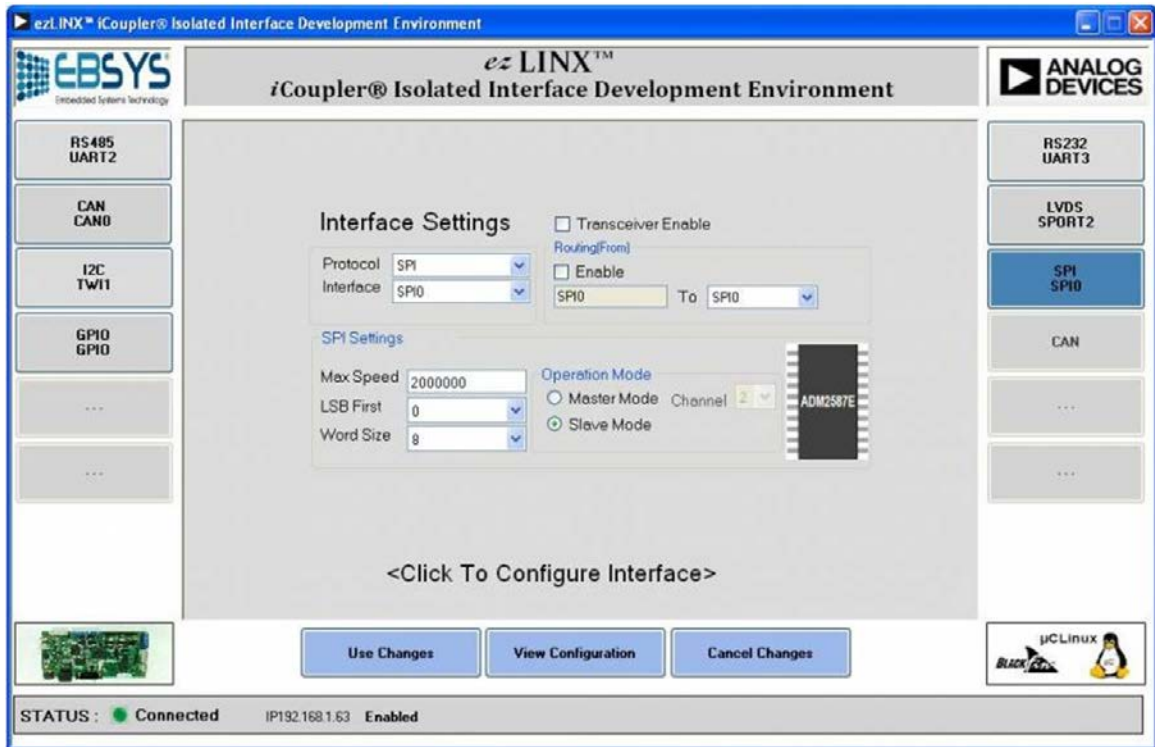 ezLINX™ iCoupler® Isolated Interface Development Environment
EBSYS
Embedded Systems Technology
ez LINX™
iCoupler® Isolated Interface Development Environment
ANALOG
DEVICES
RS485
UART2
CAN
CAN0
I2C
TWI1
GPIO
GPIO
...
...
Interface Settings
Transceiver Enable
Protocol SPI
Interface SPI0
Routing(From)
Enable
SPI0 To SPI0
SPI Settings
Max Speed 2000000
LSB First 0
Word Size 8
Operation Mode
Master Mode Channel 2
Slave Mode
ADM2587E
<Click To Configure Interface>
RS232
UART3
LVDS
SPORT2
SPI
SPI0
CAN
...
...
Use Changes View Configuration Cancel Changes
µCLinux
BLACKfin
STATUS : Connected IP192.168.1.63 Enabled